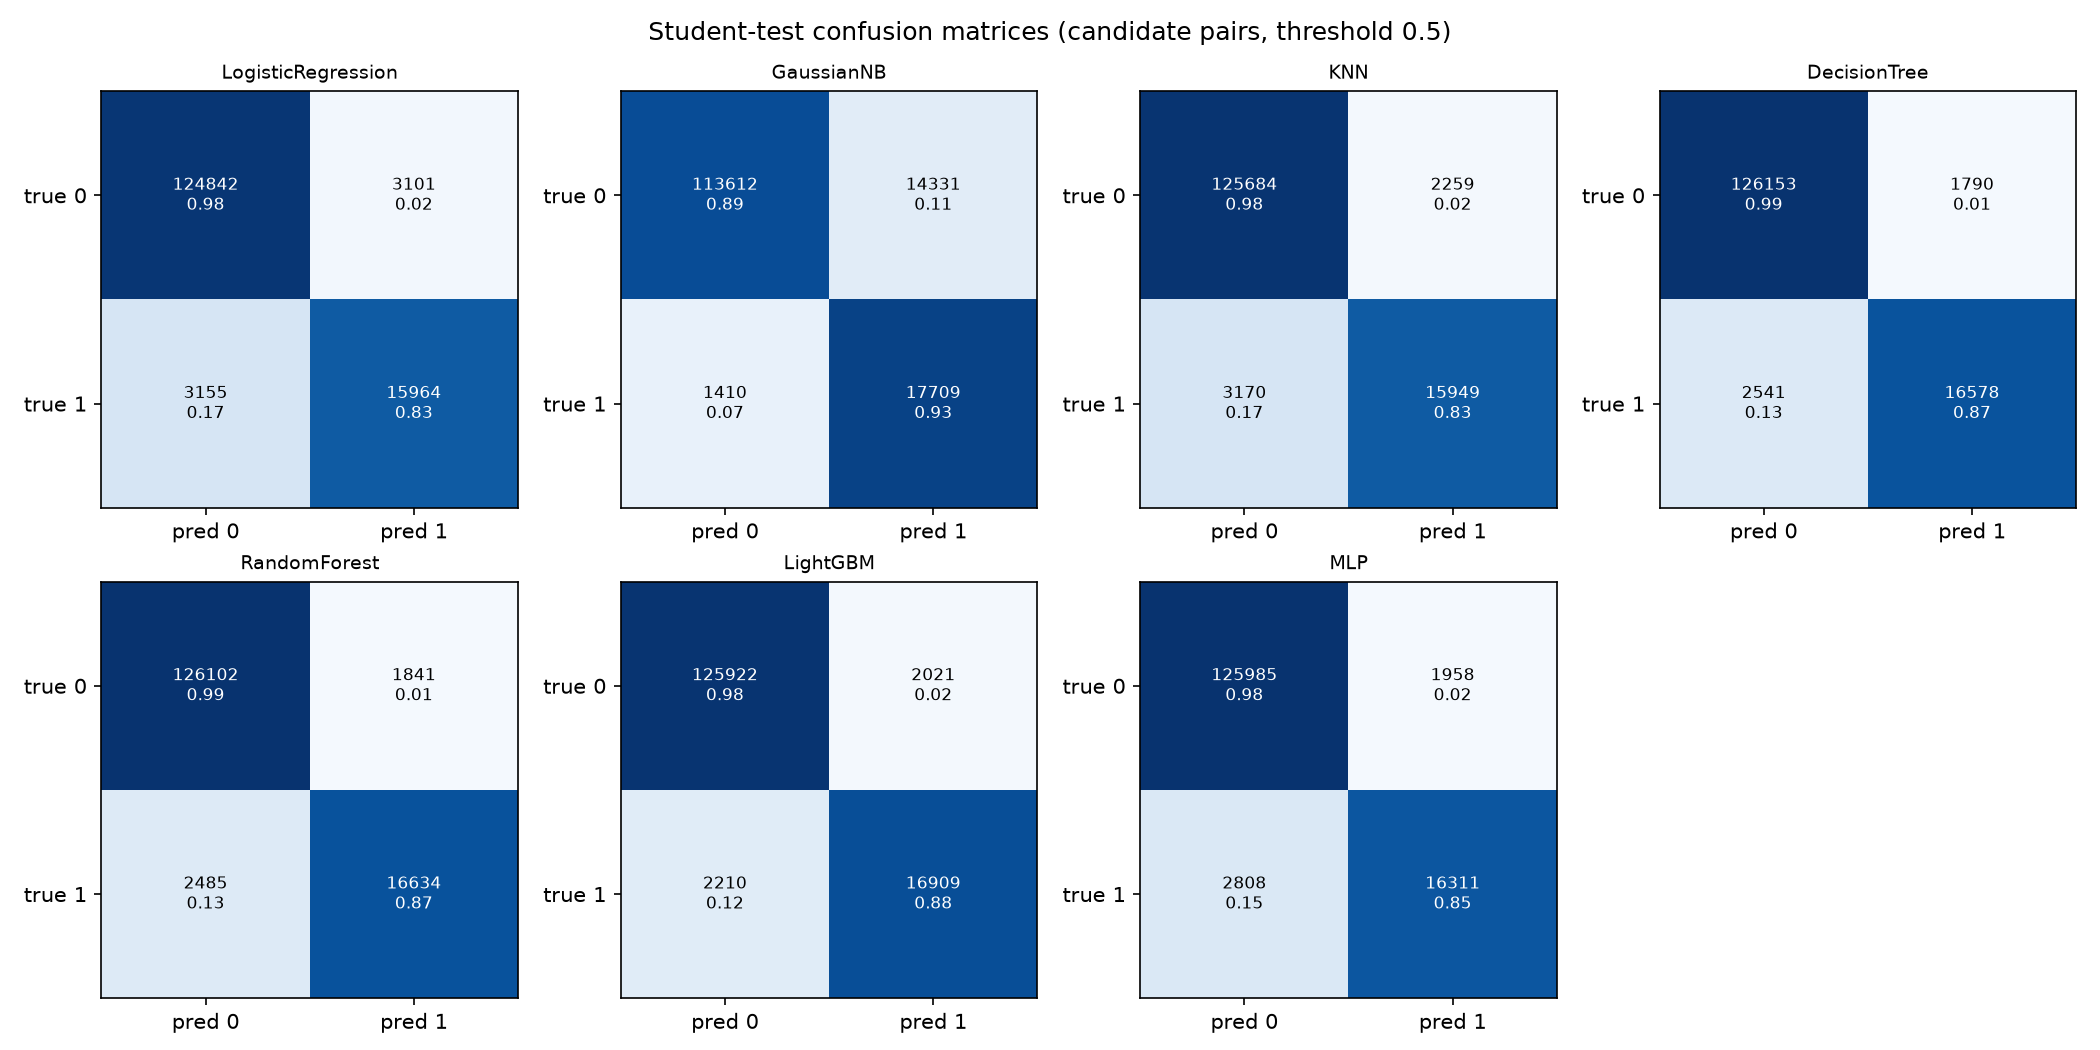 Student-test confusion matrices (candidate pairs, threshold 0.5)
LogisticRegression
true 0
124842
0.98
3101
0.02
true 1
3155
0.17
15964
0.83
pred 0
pred 1
GaussianNB
true 0
113612
0.89
14331
0.11
true 1
1410
0.07
17709
0.93
pred 0
pred 1
KNN
true 0
125684
0.98
2259
0.02
true 1
3170
0.17
15949
0.83
pred 0
pred 1
DecisionTree
true 0
126153
0.99
1790
0.01
true 1
2541
0.13
16578
0.87
pred 0
pred 1
RandomForest
true 0
126102
0.99
1841
0.01
true 1
2485
0.13
16634
0.87
pred 0
pred 1
LightGBM
true 0
125922
0.98
2021
0.02
true 1
2210
0.12
16909
0.88
pred 0
pred 1
MLP
true 0
125985
0.98
1958
0.02
true 1
2808
0.15
16311
0.85
pred 0
pred 1